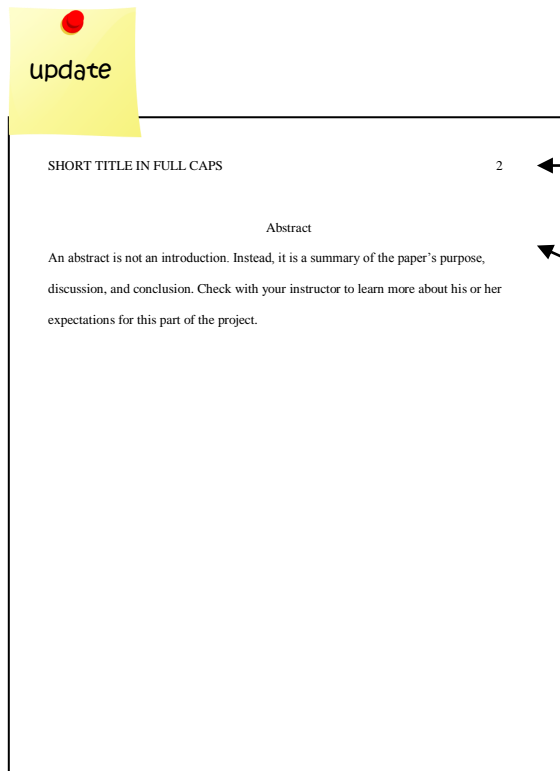 update
SHORT TITLE IN FULL CAPS 2
Abstract
An abstract is not an introduction. Instead, it is a summary of the paper’s purpose,
discussion, and conclusion. Check with your instructor to learn more about his or her
expectations for this part of the project.